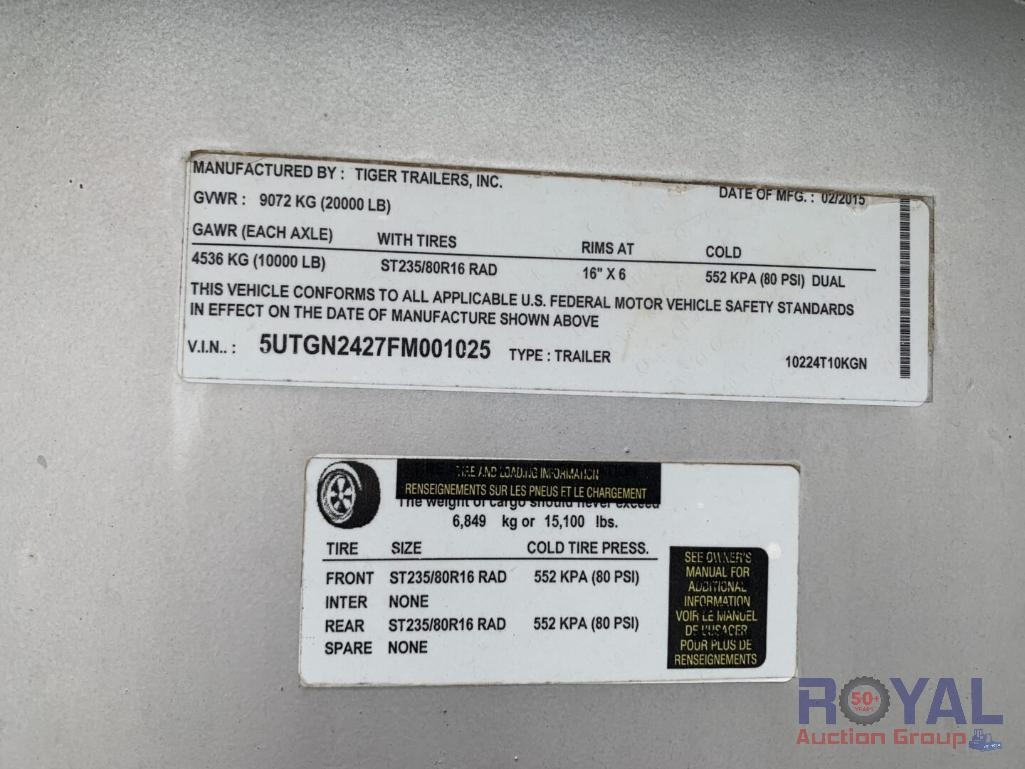 MANUFACTURED BY : TIGER TRAILERS, INC. DATE OF MFG. : 02/2015
GVWR : 9072 KG (20000 LB)
GAWR (EACH AXLE) WITH TIRES RIMS AT COLD
4536 KG (10000 LB) ST235/80R16 RAD 16" X 6 552 KPA (80 PSI) DUAL
THIS VEHICLE CONFORMS TO ALL APPLICABLE U.S. FEDERAL MOTOR VEHICLE SAFETY STANDARDS
IN EFFECT ON THE DATE OF MANUFACTURE SHOWN ABOVE
V.I.N.. : 5UTGN2427FM001025 TYPE : TRAILER 10224T10KGN
TIRE AND LOADING INFORMATION
RENSEIGNEMENTS SUR LES PNEUS ET LE CHARGEMENT
The weight of cargo should never exceed
6,849 kg or 15,100 lbs.
TIRE SIZE COLD TIRE PRESS.
FRONT ST235/80R16 RAD 552 KPA (80 PSI)
INTER NONE
REAR ST235/80R16 RAD 552 KPA (80 PSI)
SPARE NONE
SEE OWNER'S
MANUAL FOR
ADDITIONAL
INFORMATION
VOIR LE MANUEL
DE L'USAGER
POUR PLUS DE
RENSEIGNEMENTS
ROYAL
50+
YEARS
Auction Group